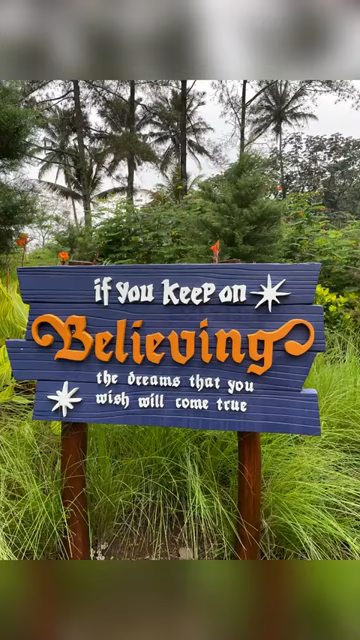 if you keep on
Believing
the dreams that you
wish will come true